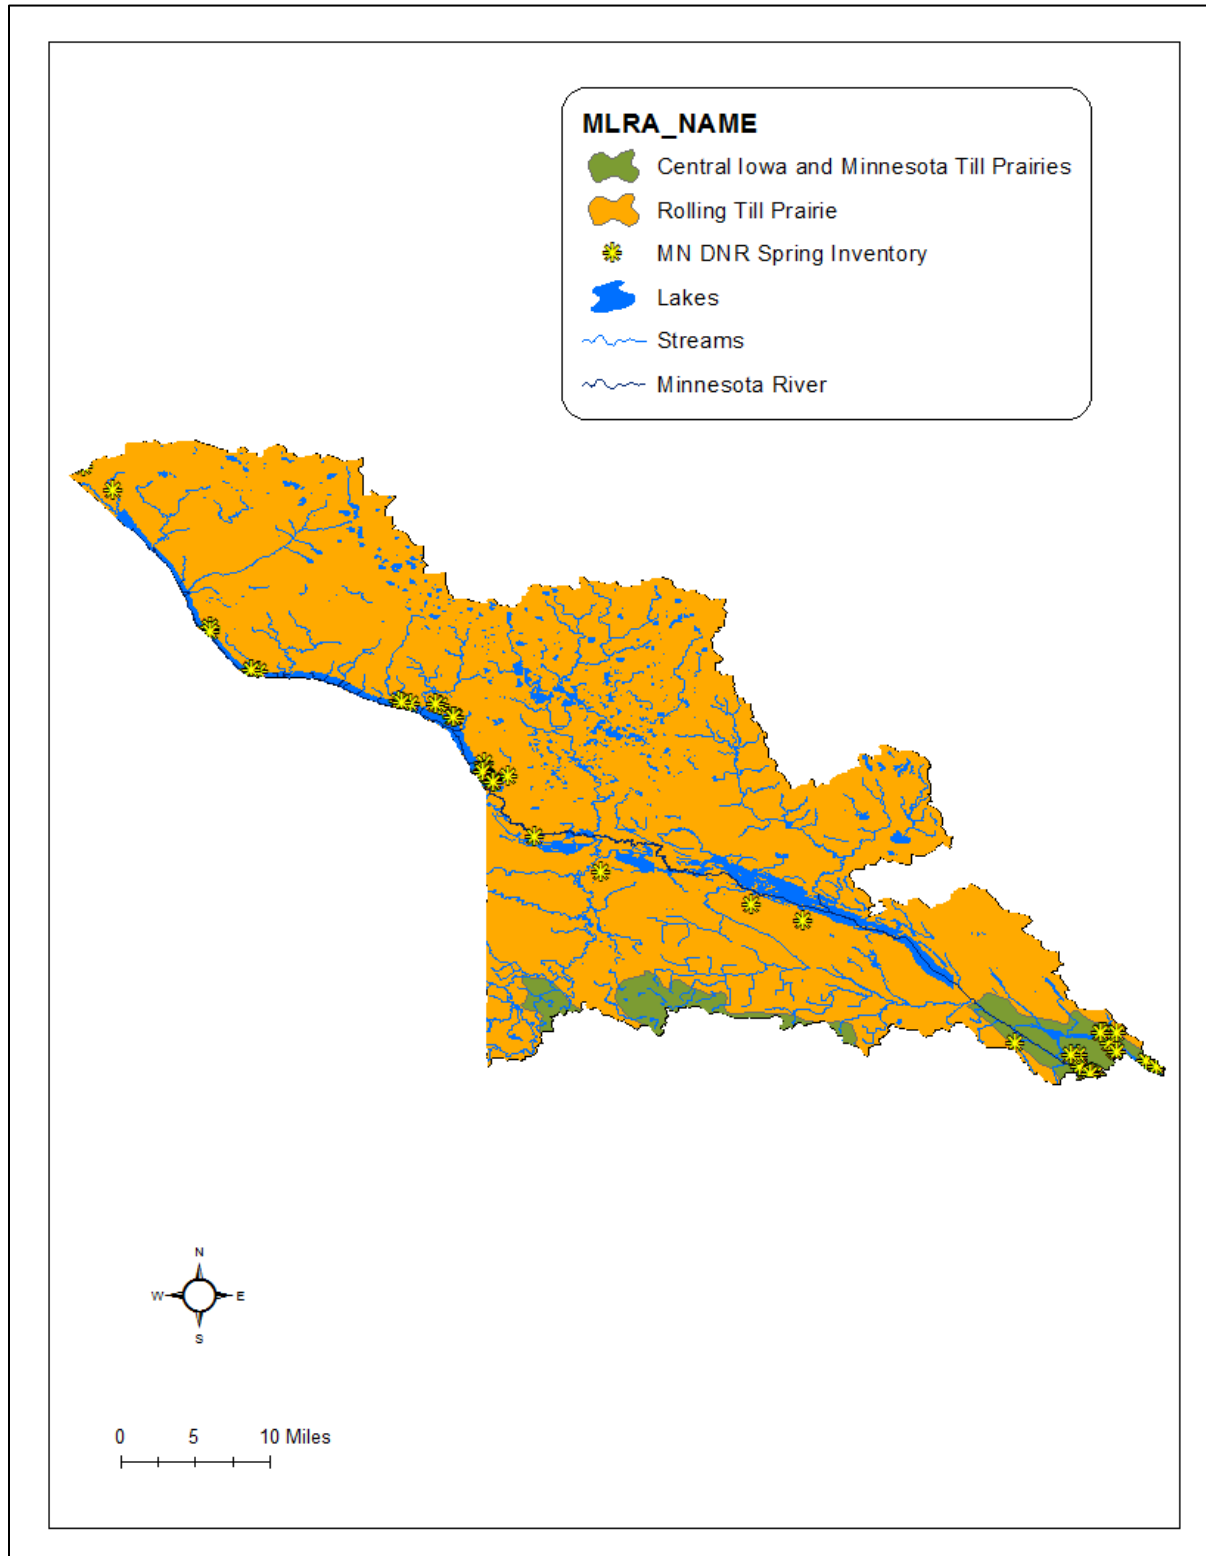 MLRA_NAME
Central Iowa and Minnesota Till Prairies
Rolling Till Prairie
MN DNR Spring Inventory
Lakes
Streams
Minnesota River
N
W E
S
0 5 10 Miles